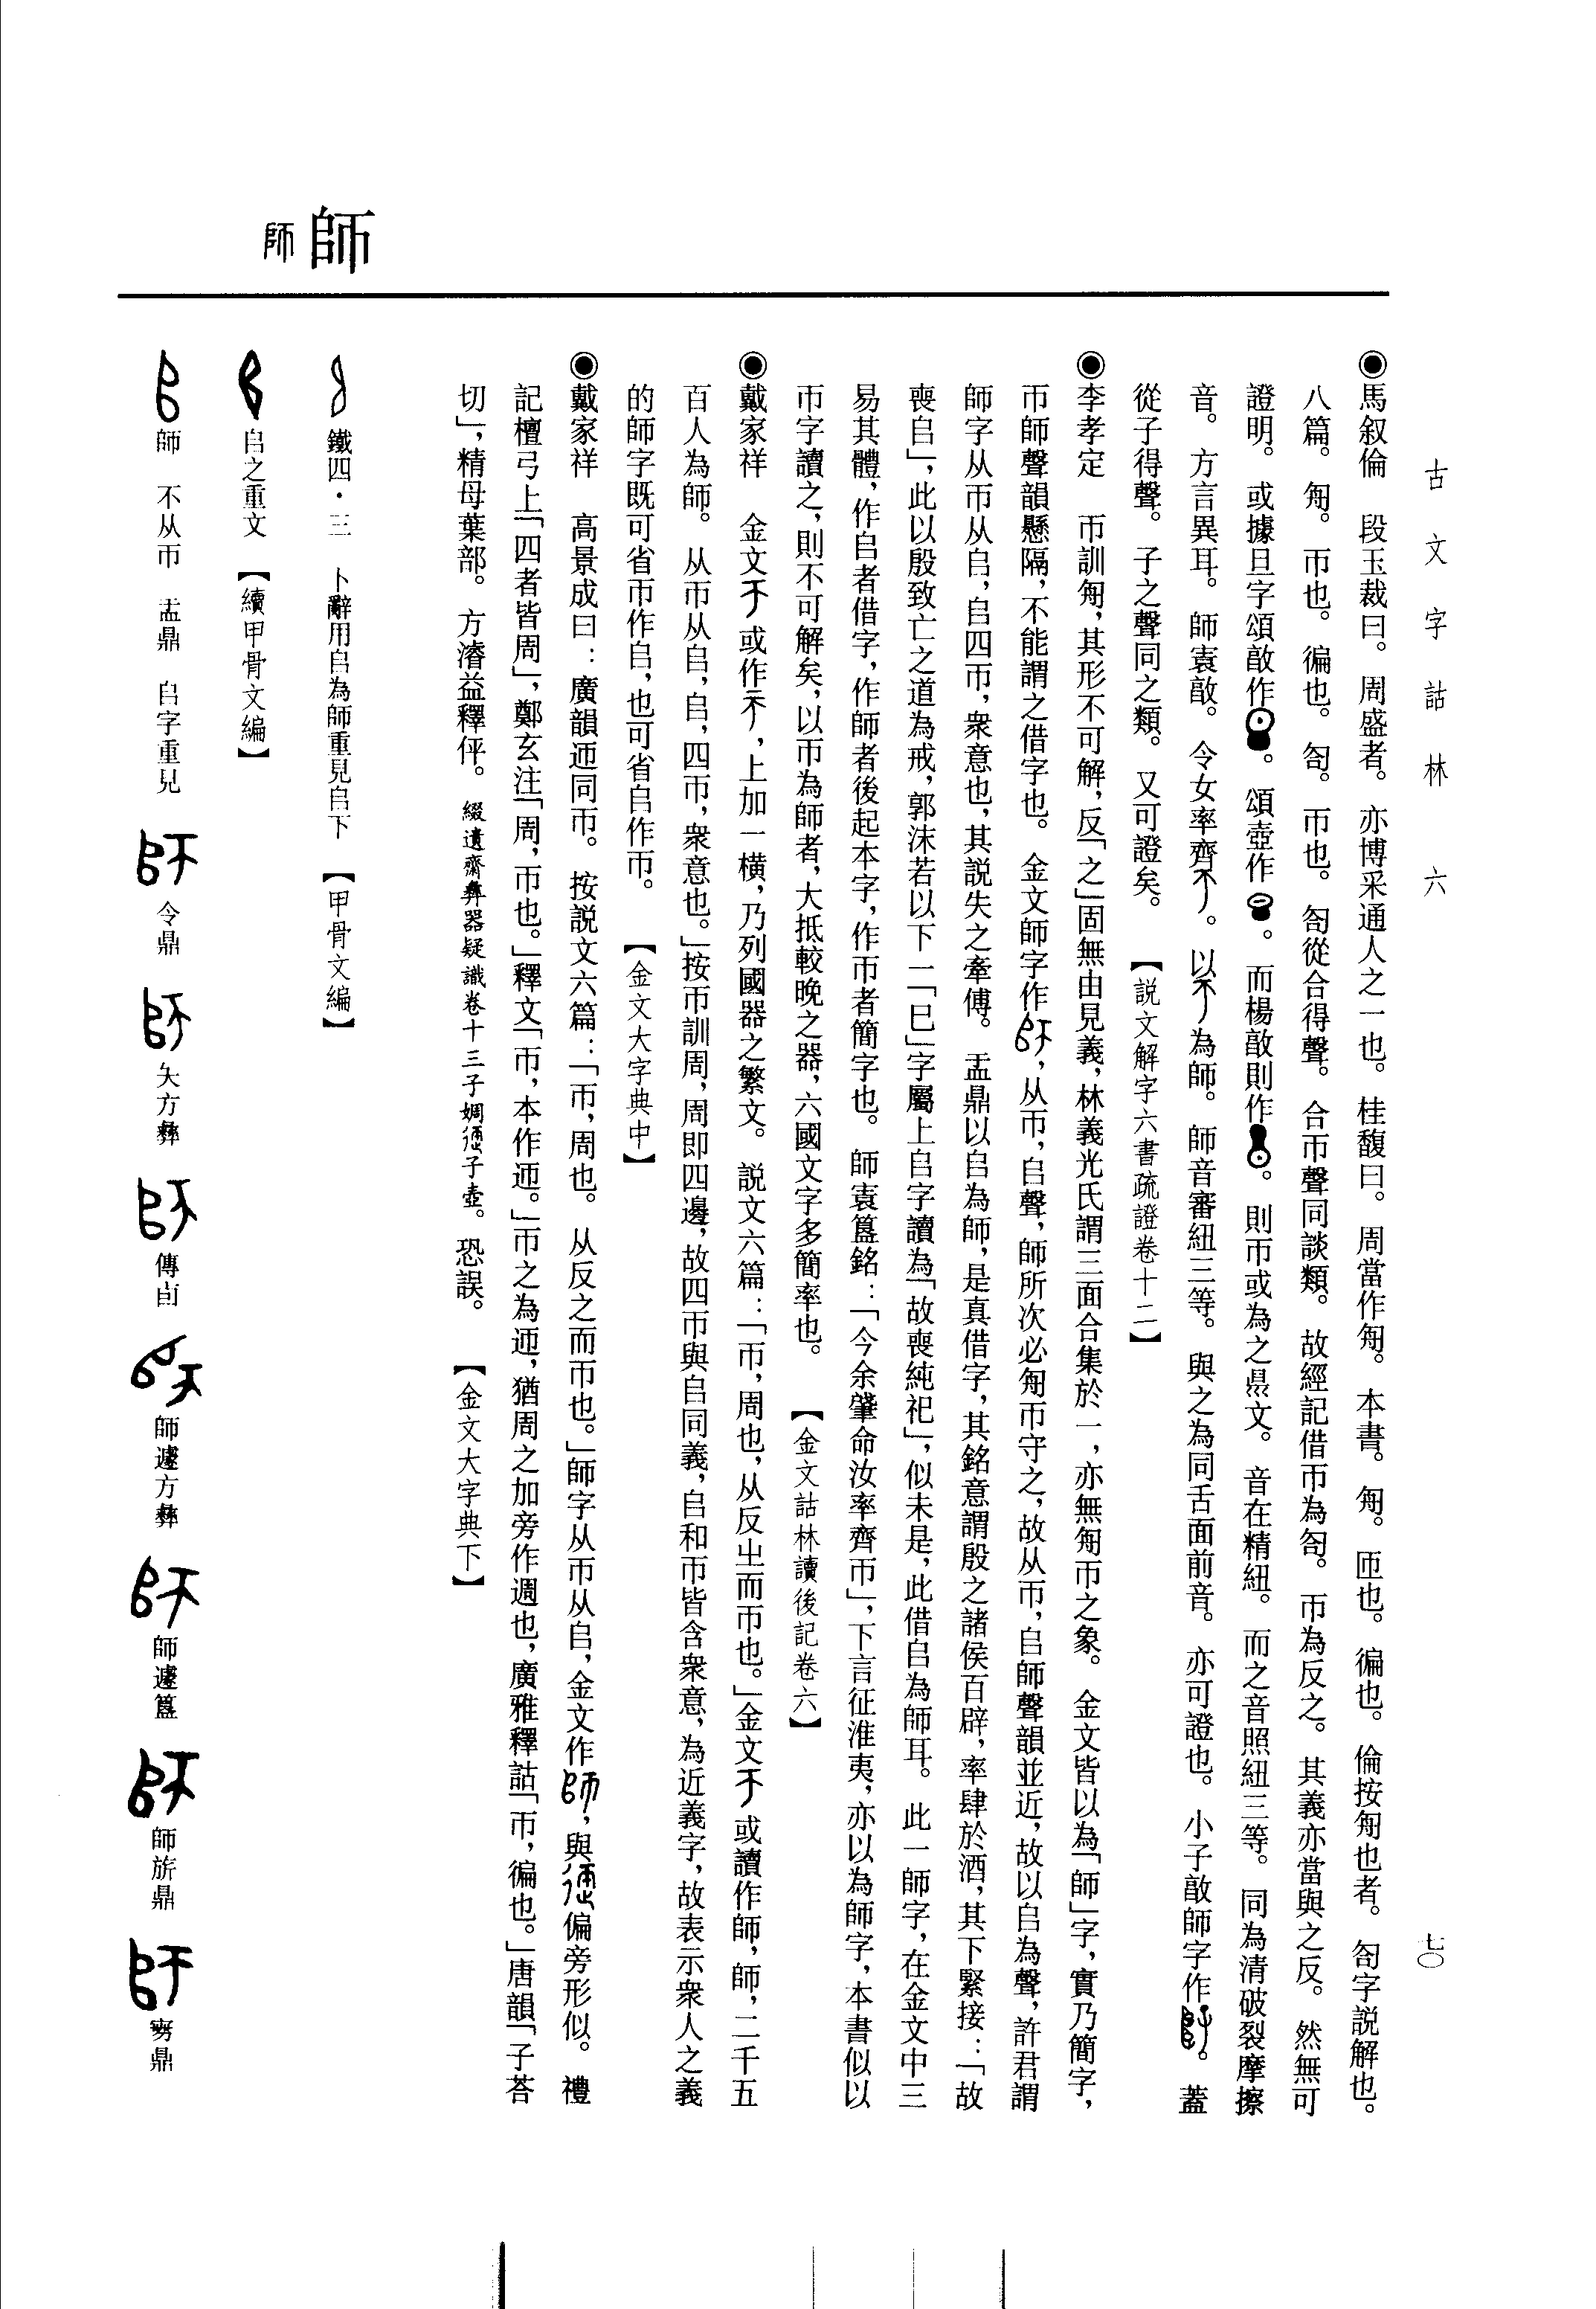 古文字詁林　六
七〇
◉馬叙倫　段玉裁曰。周盛者。亦博采通人之一也。桂馥曰。周當作匊。本書。匊。帀也。徧也。倫按匊也者。匌字説解也。
八篇。匊。帀也。徧也。匌。帀也。匌從合得聲。合帀聲同談類。故經記借帀為匌。帀為反之。其義亦當與之反。然無可
證明。或據旦字頌敼作。頌壺作。而楊敼則作。則帀或為之㬎文。音在精紐。而之音照紐三等。同為清破裂摩擦
音。方言異耳。師袁敼。令女率齊。以為師。師音審紐三等。與之為同舌面前音。亦可證也。小子敼師字作。蓋
從子得聲。子之聲同之類。又可證矣。【説文解字六書疏證卷十二】
◉李孝定　帀訓匊，其形不可解，反「之」固無由見義，林義光氏謂三面合集於一，亦無匊帀之象。金文皆以為「師」字，實乃簡字，
帀師聲韻懸隔，不能謂之借字也。金文師字作，从帀，𠂤聲，師所次必匊帀守之，故从帀，𠂤師聲韻並近，故以𠂤為聲，許君謂
師字从帀从𠂤，𠂤四帀，衆意也，其説失之牽傅。盂鼎以𠂤為師，是真借字，其銘意謂殷之諸侯百辟，率肆於酒，其下緊接：「故
喪𠂤」，此以殷致亡之道為戒，郭沫若以下一「巳」字屬上𠂤字讀為「故喪純祀」，似未是，此借𠂤為師耳。此一師字，在金文中三
易其體，作𠂤者借字，作師者後起本字，作帀者簡字也。師袁簋銘：「今余肇命汝率齊帀」，下言征淮夷，亦以為師字，本書似以
帀字讀之，則不可解矣，以帀為師者，大抵較晚之器，六國文字多簡率也。【金文詁林讀後記卷六】
◉戴家祥　金文或作，上加一橫，乃列國器之繁文。説文六篇：「帀，周也，从反㞢而帀也。」金文或讀作師，師，二千五
百人為師。从帀从𠂤，𠂤，四帀，衆意也。」按帀訓周，周即四邊，故四帀與𠂤同義，𠂤和帀皆含衆意，為近義字，故表示衆人之義
的師字既可省帀作𠂤，也可省𠂤作帀。【金文大字典中】
◉戴家祥　高景成曰：廣韻迊同帀。按説文六篇：「帀，周也。从反之而帀也。」師字从帀从𠂤，金文作，與偏旁形似。禮
記檀弓上「四者皆周」，鄭玄注「周，帀也。」釋文「帀，本作迊。」帀之為迊，猶周之加旁作週也，廣雅釋詁「帀，徧也。」唐韻「子荅
切」，精母葉部。方濬益釋伻。綴遺齋彝器疑識卷十三子婤子壺。恐誤。【金文大字典下】
師　師
鐵四・三　卜辭用𠂤為師重見𠂤下【甲骨文編】
𠂤之重文【續甲骨文編】
師　不从帀　盂鼎　𠂤字重見　令鼎　夨方彝　傳卣　師遽方彝　師遽簋　師旂鼎　㝬鼎